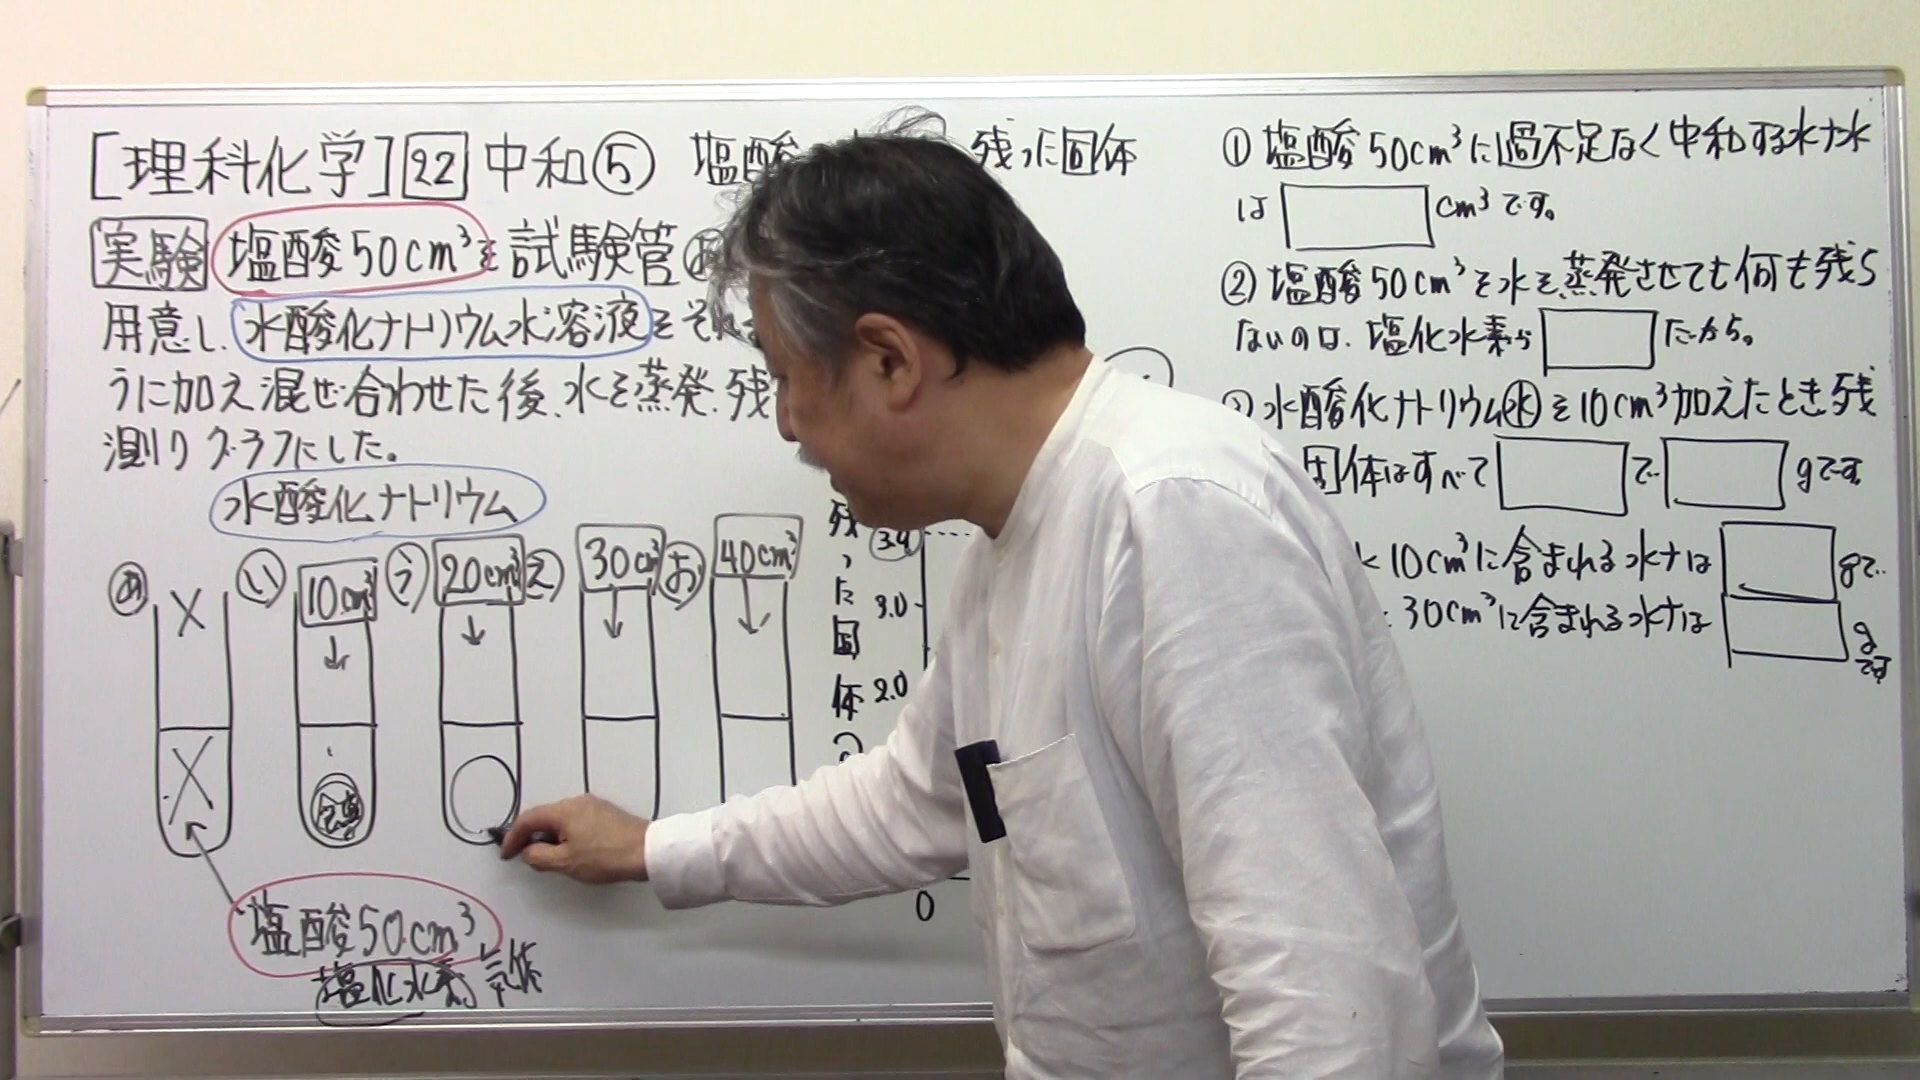 [理科化学] 22 中和⑤ 塩酸 残った固体
実験 塩酸50cm³を試験管
用意し、水酸化ナトリウム水溶液をそれ
うに加え混ぜ合わせた後、水を蒸発、残
測りグラフにした。
水酸化ナトリウム
あ × い 10cm³ う 20cm³ え 30cm³ お 40cm³
×
食塩
塩酸50cm³
塩化水素 気体
残った固体の
3.4
3.0
2.0
0
① 塩酸50cm³に過不足なく中和する水ナ水
は cm³です。
② 塩酸50cm³を水を蒸発させても何も残ら
ないのは、塩化水素が だから。
水酸化ナトリウム水を10cm³加えたとき残
固体はすべて で gです。
10cm³に含まれる水ナは gで、
30cm³に含まれる水ナは gです